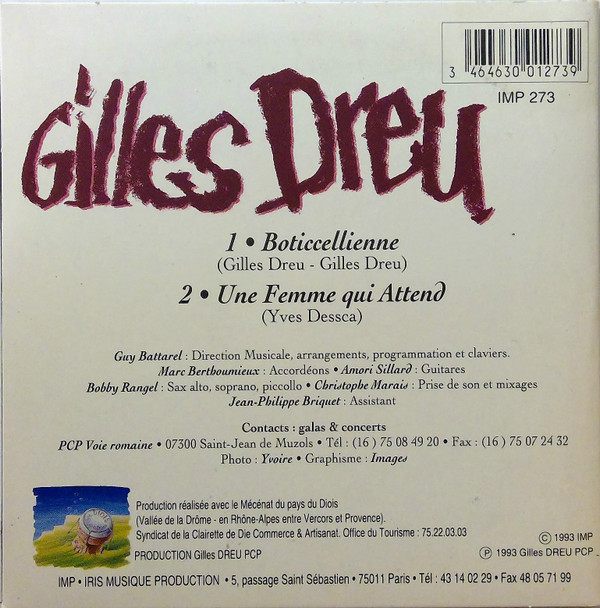 3 464630 012739
IMP 273
Gilles Dreu
1 • Boticcellienne
(Gilles Dreu - Gilles Dreu)
2 • Une Femme qui Attend
(Yves Dessca)
Guy Battarel : Direction Musicale, arrangements, programmation et claviers.
Marc Berthoumieux : Accordéons • Amori Sillard : Guitares
Bobby Rangel : Sax alto, soprano, piccollo • Christophe Marais : Prise de son et mixages
Jean-Philippe Briquet : Assistant
Contacts : galas & concerts
PCP Voie romaine • 07300 Saint-Jean de Muzols • Tél : (16 ) 75 08 49 20 • Fax : (16 ) 75 07 24 32
Photo : Yvoire • Graphisme : Images
Production réalisée avec le Mécénat du pays du Diois
(Vallée de la Drôme - en Rhône-Alpes entre Vercors et Provence).
Syndicat de la Clairette de Die Commerce & Artisanat. Office du Tourisme : 75.22.03.03
PRODUCTION Gilles DREU PCP
© 1993 IMP
℗ 1993 Gilles DREU PCP
IMP • IRIS MUSIQUE PRODUCTION • 5, passage Saint Sébastien • 75011 Paris • Tél : 43 14 02 29 • Fax 48 05 71 99